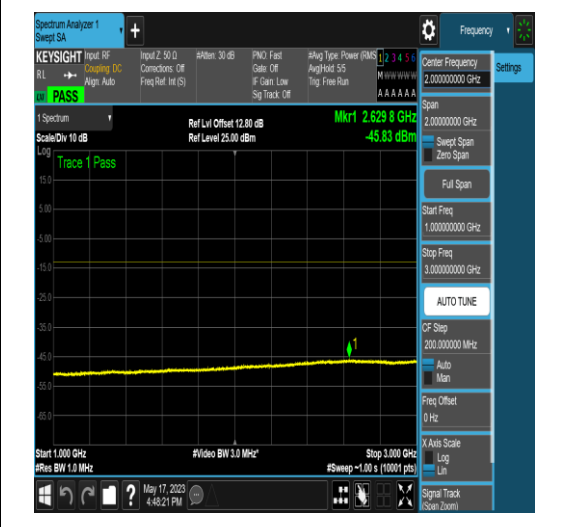 Spectrum Analyzer 1
Swept SA
Frequency
KEYSIGHT
RL
PASS
Input: RF
Coupling: DC
Align: Auto
Input Z: 50 Ω
Corrections: Off
Freq Ref: Int (S)
#Atten: 30 dB
PNO: Fast
Gate: Off
IF Gain: Low
Sig Track: Off
#Avg Type: Power (RMS
Avg|Hold: 5/5
Trig: Free Run
1 2 3 4 5 6
M W W W W W
A A A A A A
1 Spectrum
Scale/Div 10 dB
Ref Lvl Offset 12.80 dB
Ref Level 25.00 dBm
Mkr1 2.629 8 GHz
-45.83 dBm
Log
Trace 1 Pass
15.0
5.00
-5.00
-15.0
-25.0
-35.0
-45.0
-55.0
-65.0
1
Start 1.000 GHz
#Res BW 1.0 MHz
#Video BW 3.0 MHz*
Stop 3.000 GHz
#Sweep ~1.00 s (10001 pts)
May 17, 2023
4:48:21 PM
Center Frequency
2.000000000 GHz
Settings
Span
2.00000000 GHz
Swept Span
Zero Span
Full Span
Start Freq
1.000000000 GHz
Stop Freq
3.000000000 GHz
AUTO TUNE
CF Step
200.000000 MHz
Auto
Man
Freq Offset
0 Hz
X Axis Scale
Log
Lin
Signal Track
(Span Zoom)